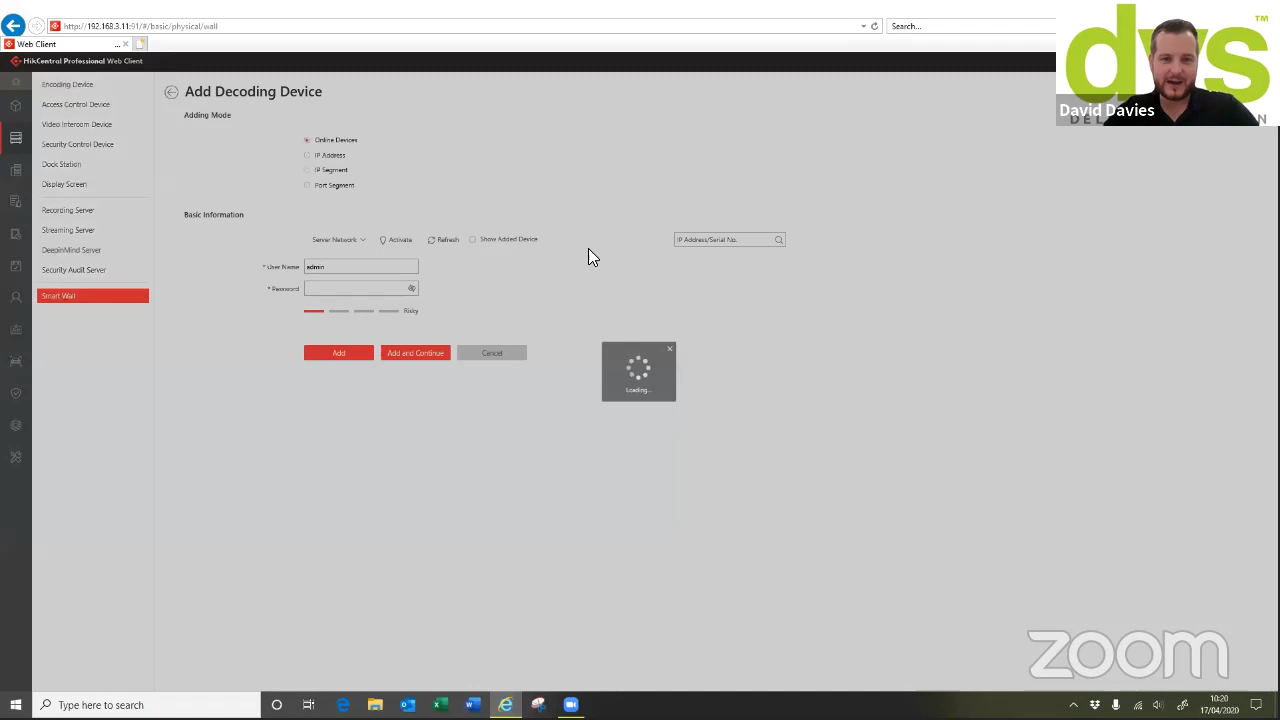 http://192.168.3.11:91/#/basic/physical/wall
Search...
Web Client
...
HikCentral Professional Web Client
Encoding Device
Access Control Device
Video Intercom Device
Security Control Device
Dock Station
Display Screen
Recording Server
Streaming Server
DeepinMind Server
Security Audit Server
Smart Wall
Add Decoding Device
Adding Mode
Online Devices
IP Address
IP Segment
Port Segment
Basic Information
Server Network
Activate
Refresh
Show Added Device
IP Address/Serial No.
* User Name
admin
* Password
Risky
Add
Add and Continue
Cancel
Loading...
dvs
TM
David Davies
zoom
Type here to search
10:20
17/04/2020